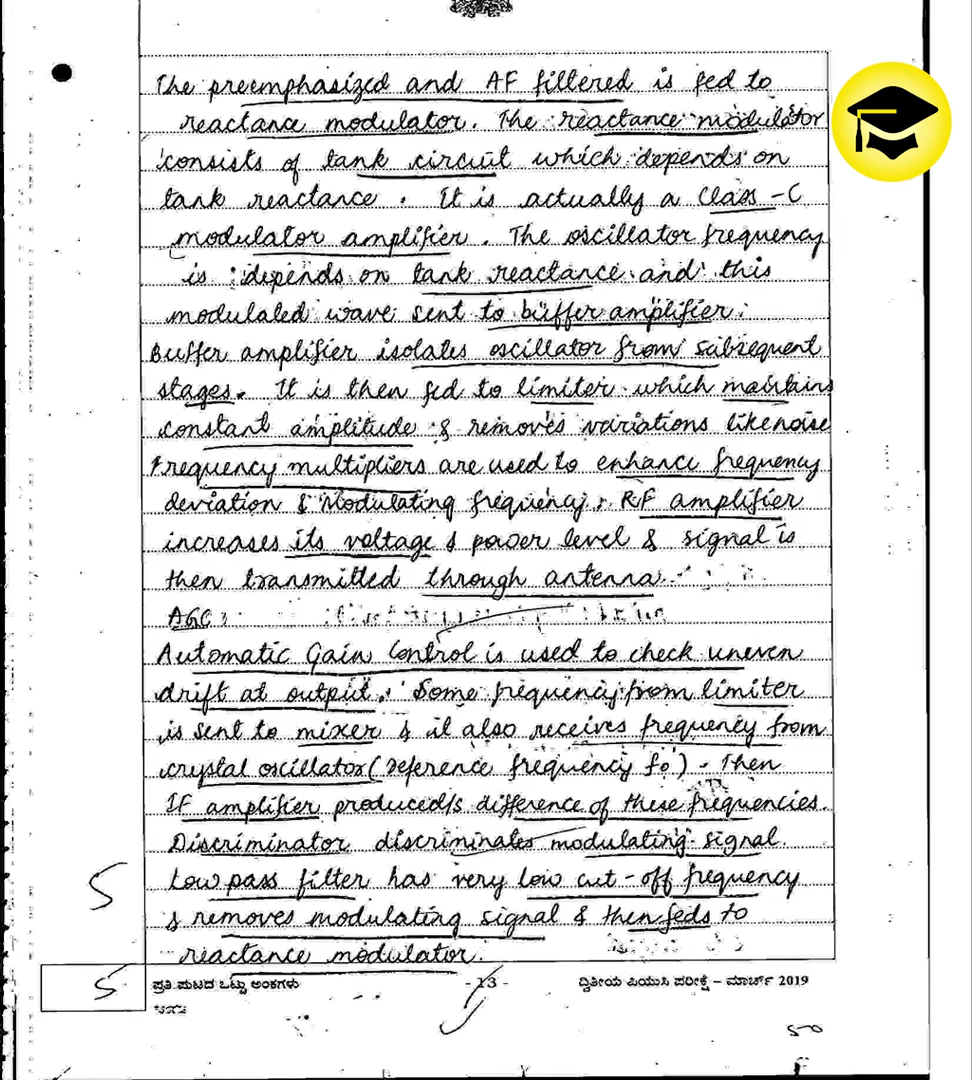 The preemphasized and AF filtered is fed to
reactance modulator. The reactance modulator
consists of tank circuit which depends on
tank reactance. It is actually a Class-C
modulator amplifier. The oscillator frequency
is depends on tank reactance and this
modulated wave sent to buffer amplifier.
Buffer amplifier isolates oscillator from subsequent
stages. It is then fed to limiter which maintains
constant amplitude & removes variations like noise
Frequency multipliers are used to enhance frequency
deviation & Modulating frequency. RF amplifier
increases its voltage & power level & signal is
then transmitted through antenna.
AGC:
Automatic Gain Control is used to check uneven
drift at output. Some frequency from limiter
is sent to mixer & it also receives frequency from
crystal oscillator (reference frequency fo). Then
IF amplifier produced/s difference of these frequencies.
Discriminator discriminates modulating signal.
Low pass filter has very low cut-off frequency
5
& removes modulating signal & then feds to
reactance modulator.
5 ಪ್ರತಿ ಪುಟದ ಒಟ್ಟು ಅಂಕಗಳು - 13 - ದ್ವಿತೀಯ ಪಿಯುಸಿ ಪರೀಕ್ಷೆ – ಮಾರ್ಚ್ 2019
50